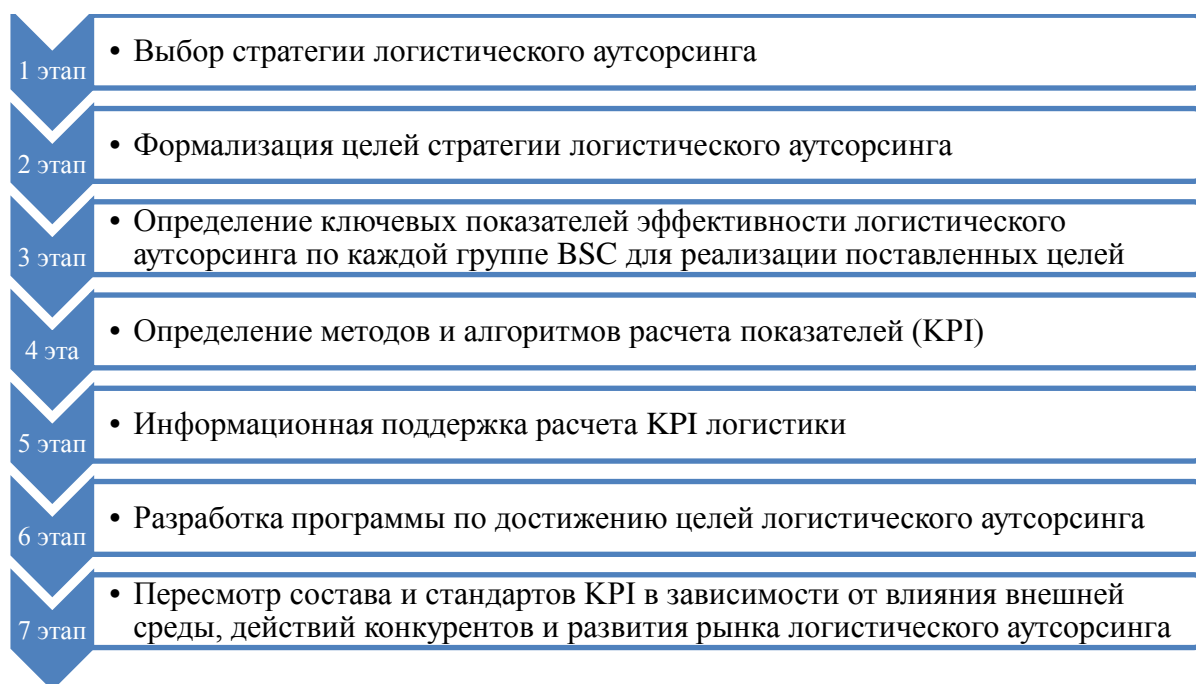 1 этап
• Выбор стратегии логистического аутсорсинга
2 этап
• Формализация целей стратегии логистического аутсорсинга
3 этап
• Определение ключевых показателей эффективности логистического
аутсорсинга по каждой группе BSC для реализации поставленных целей
4 эта
• Определение методов и алгоритмов расчета показателей (KPI)
5 этап
• Информационная поддержка расчета KPI логистики
6 этап
• Разработка программы по достижению целей логистического аутсорсинга
7 этап
• Пересмотр состава и стандартов KPI в зависимости от влияния внешней
среды, действий конкурентов и развития рынка логистического аутсорсинга